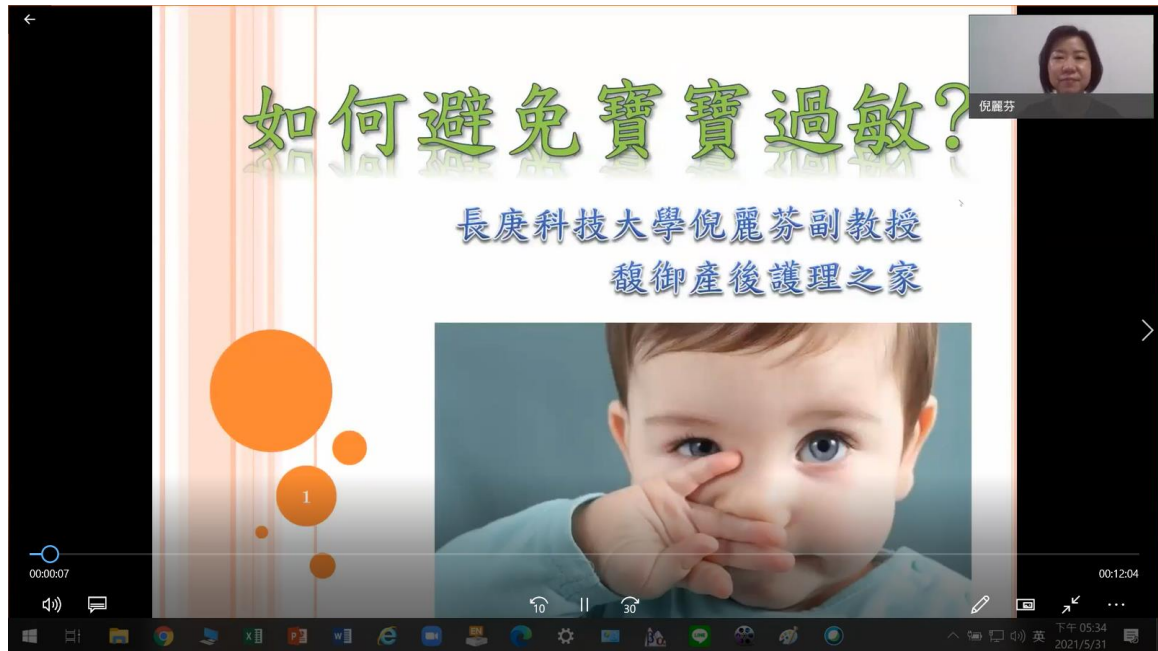 倪麗芬
如何避免寶寶過敏?
長庚科技大學倪麗芬副教授
馥御產後護理之家
1
00:00:07
00:12:04
10
30
EN
英
下午 05:34
2021/5/31